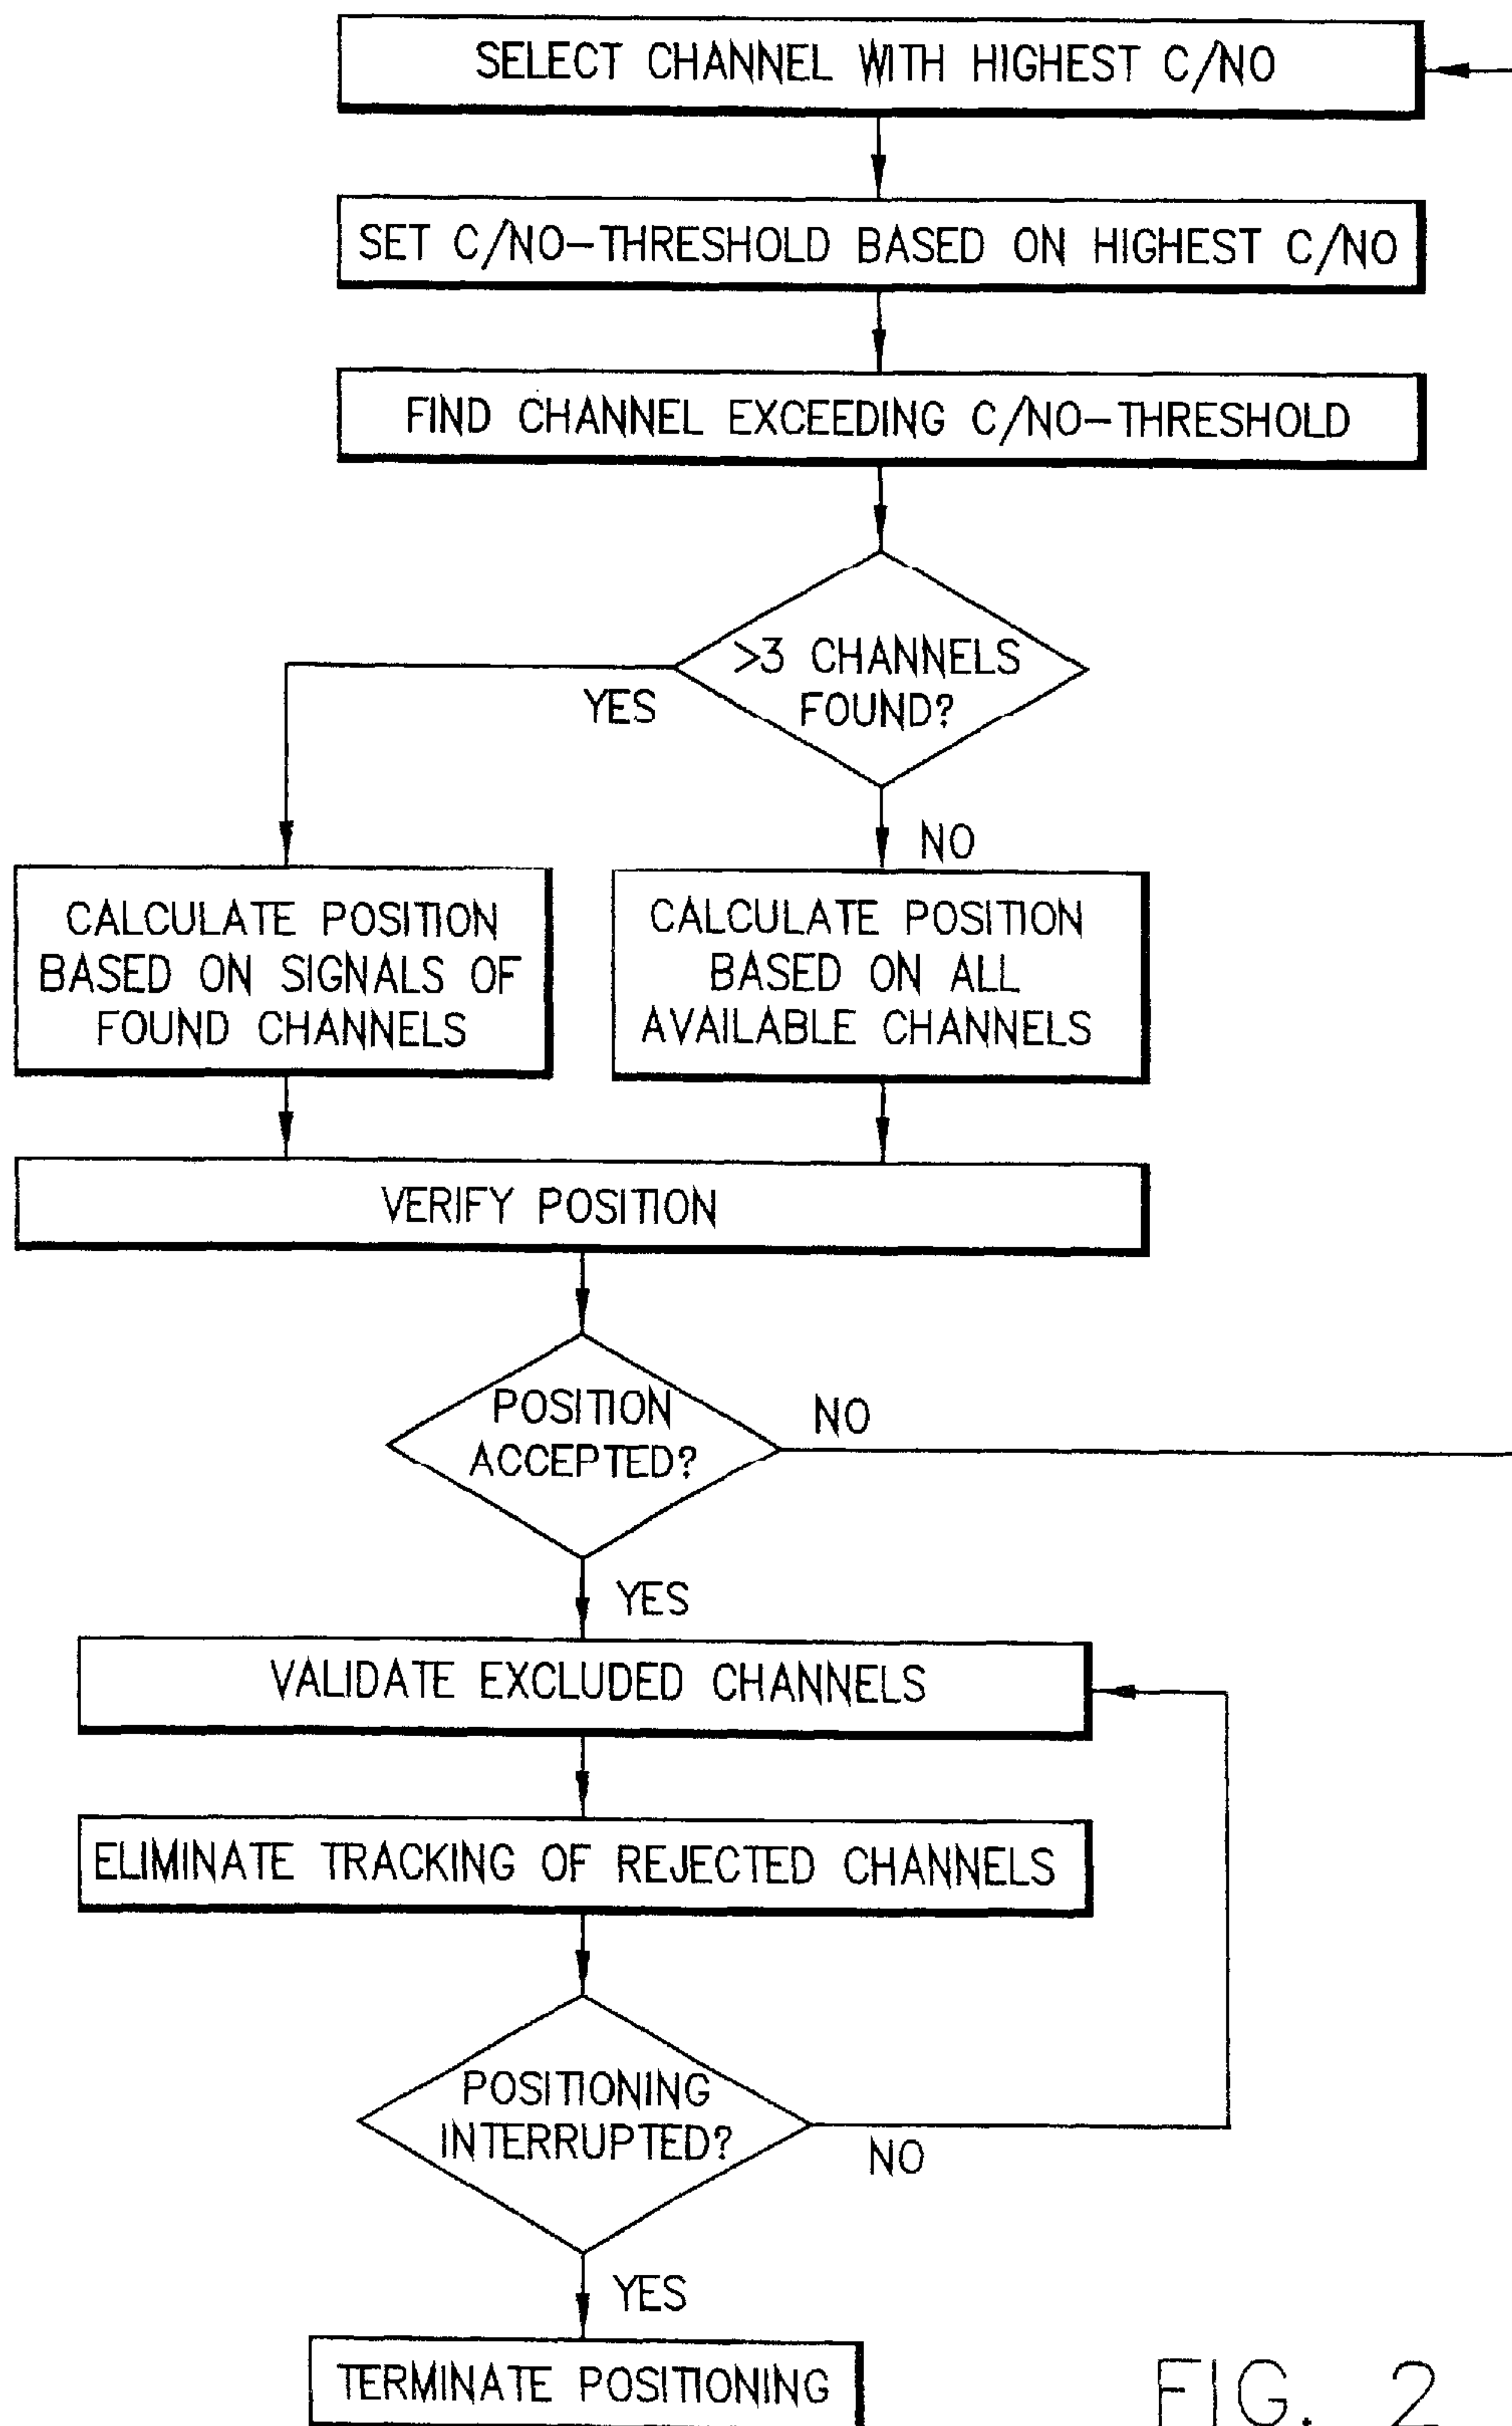 SELECT CHANNEL WITH HIGHEST C/NO
SET C/NO-THRESHOLD BASED ON HIGHEST C/NO
FIND CHANNEL EXCEEDING C/NO-THRESHOLD
>3 CHANNELS
FOUND?
YES
NO
CALCULATE POSITION
BASED ON SIGNALS OF
FOUND CHANNELS
CALCULATE POSITION
BASED ON ALL
AVAILABLE CHANNELS
VERIFY POSITION
POSITION
ACCEPTED?
NO
YES
VALIDATE EXCLUDED CHANNELS
ELIMINATE TRACKING OF REJECTED CHANNELS
POSITIONING
INTERRUPTED?
NO
YES
TERMINATE POSITIONING
FIG. 2